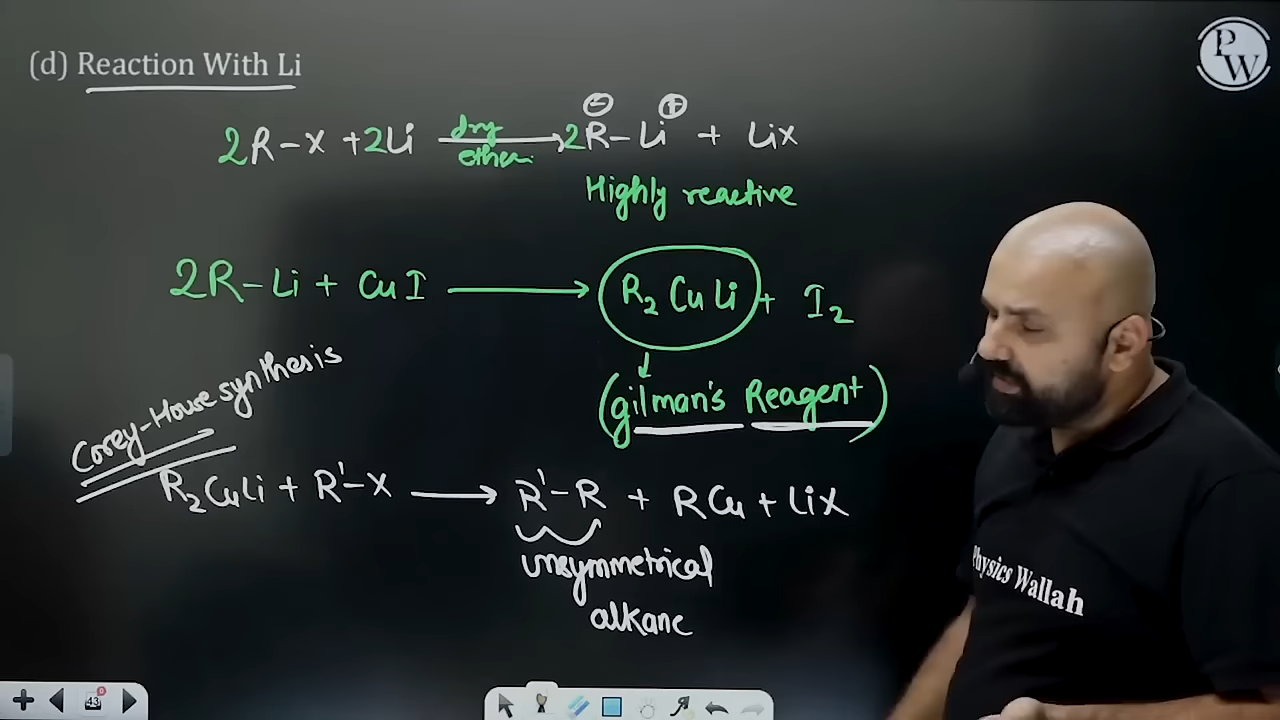 (d) Reaction With Li
PW
2R-X + 2Li dry ether → 2R⊖-Li⊕ + LiX
Highly reactive
2R-Li + CuI → R₂CuLi + I₂
(gilman's Reagent)
Corey-House synthesis
R₂CuLi + R'-X → R'-R + RCu + LiX
unsymmetrical
alkane
Physics Wallah
43